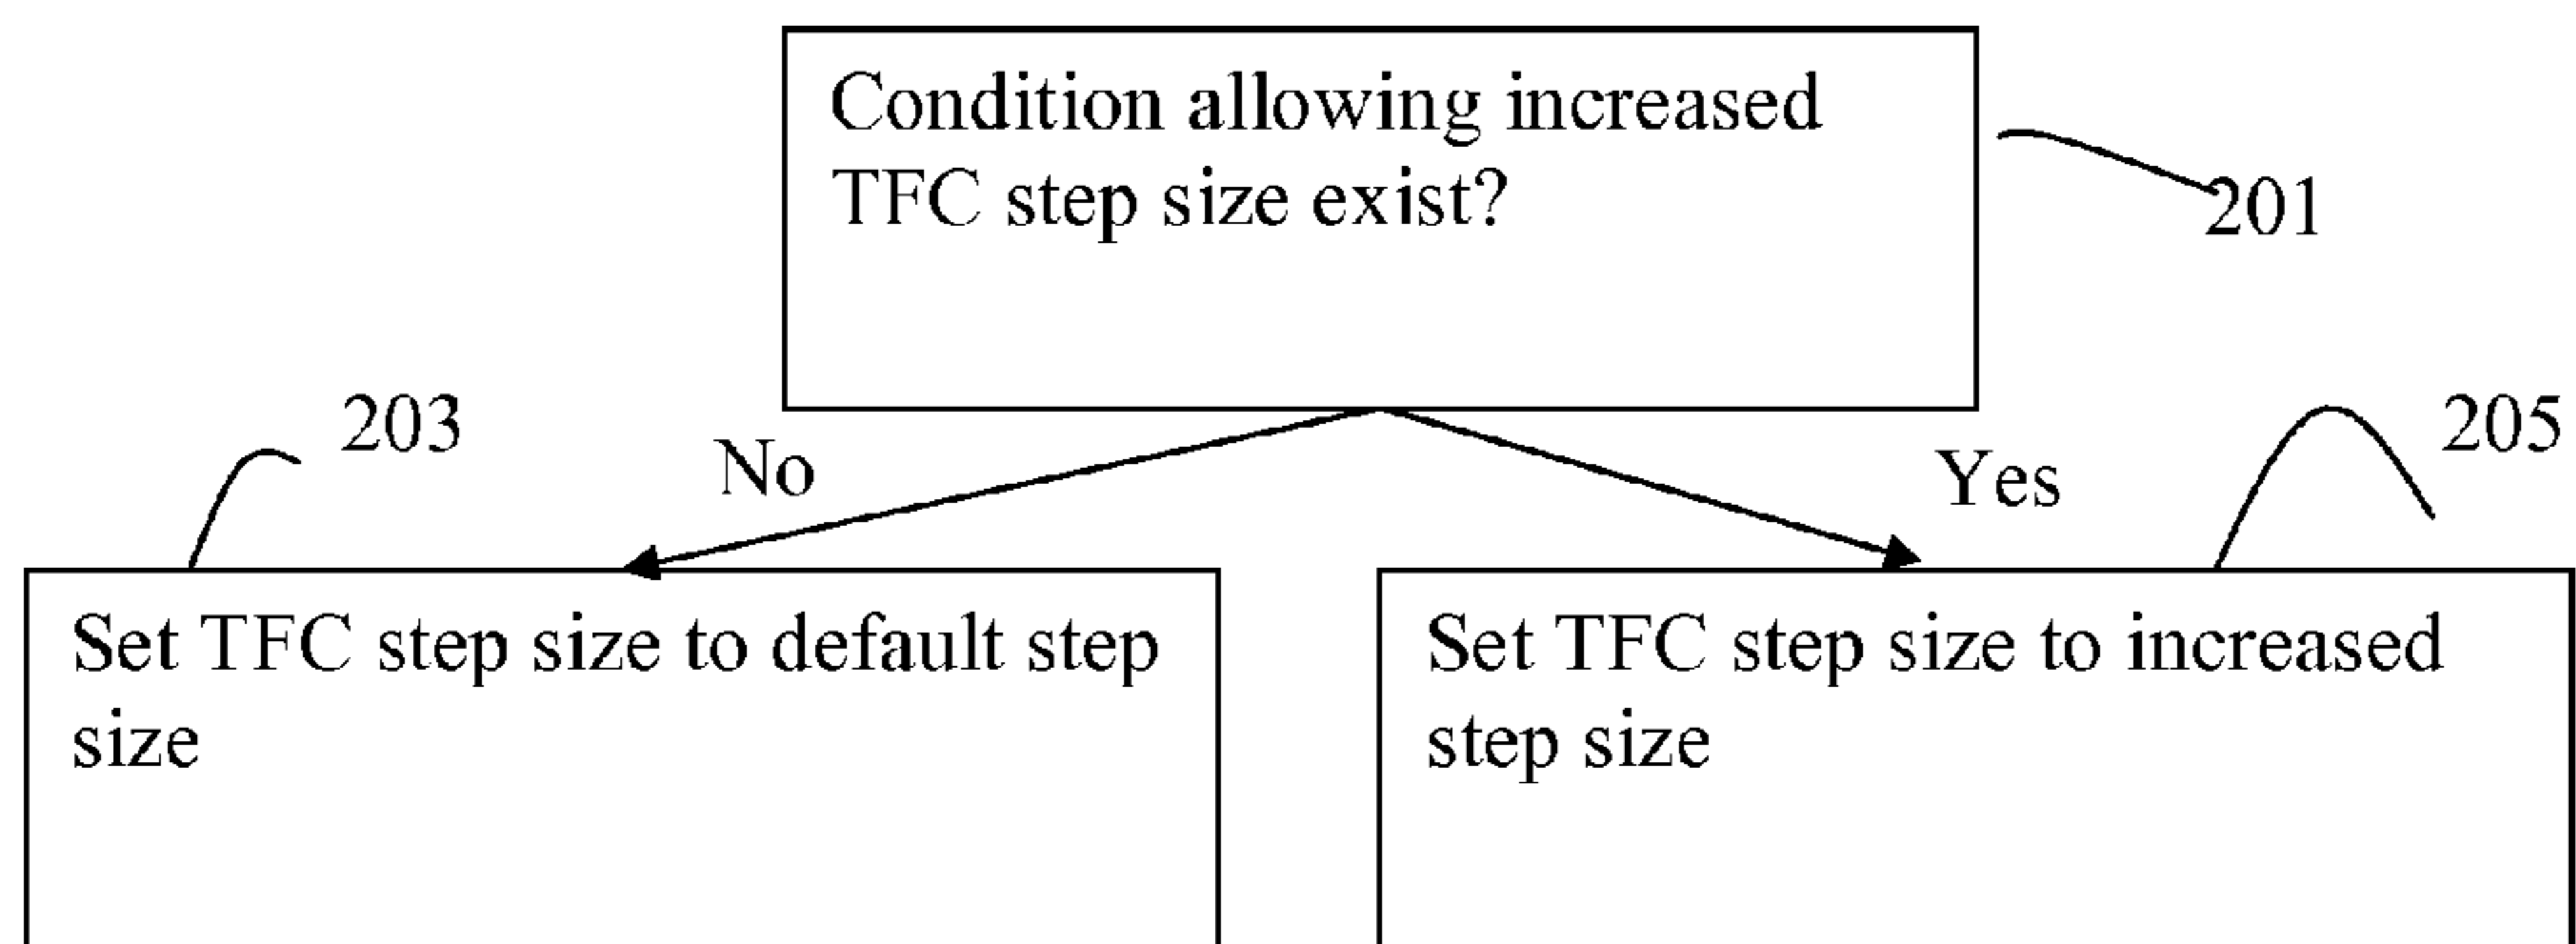 Condition allowing increased
TFC step size exist?
201
203
No
Yes
205
Set TFC step size to default step
size
Set TFC step size to increased
step size